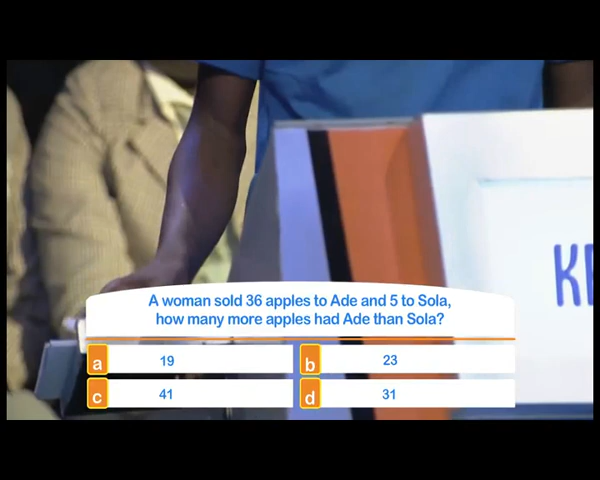 A woman sold 36 apples to Ade and 5 to Sola,
how many more apples had Ade than Sola?
a 19
b 23
c 41
d 31